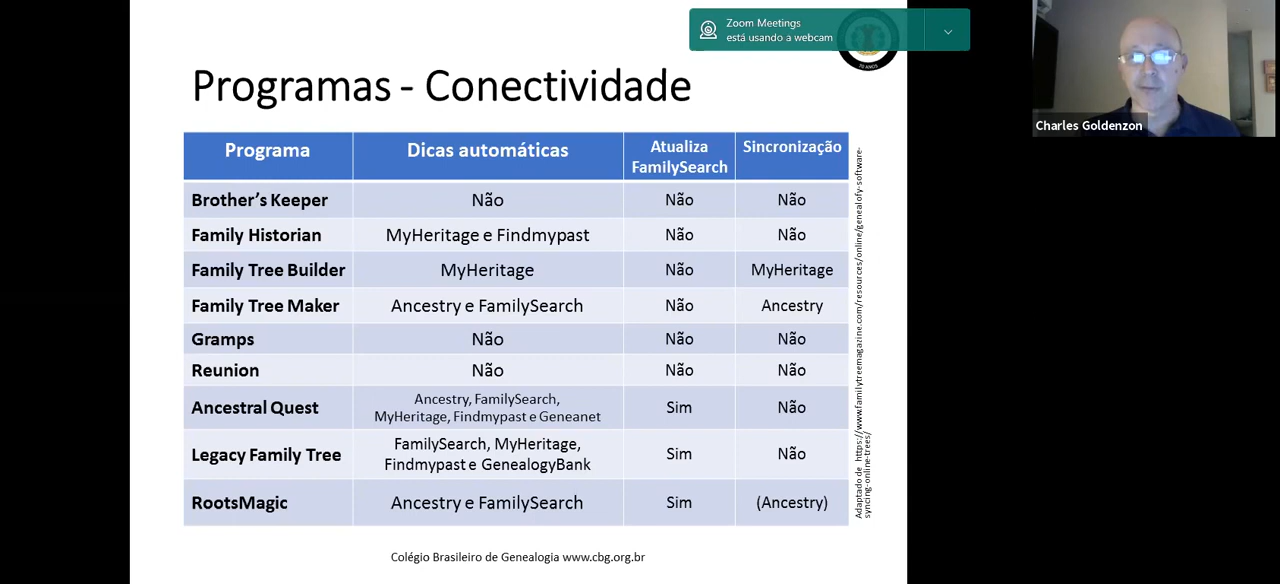 Zoom Meetings
está usando a webcam
70 ANOS
Charles Goldenzon
Programas - Conectividade
Programa Dicas automáticas Atualiza FamilySearch Sincronização
Brother’s Keeper Não Não Não
Family Historian MyHeritage e Findmypast Não Não
Family Tree Builder MyHeritage Não MyHeritage
Family Tree Maker Ancestry e FamilySearch Não Ancestry
Gramps Não Não Não
Reunion Não Não Não
Ancestral Quest Ancestry, FamilySearch, MyHeritage, Findmypast e Geneanet Sim Não
Legacy Family Tree FamilySearch, MyHeritage, Findmypast e GenealogyBank Sim Não
RootsMagic Ancestry e FamilySearch Sim (Ancestry)
Adaptado de https://www.familytreemagazine.com/resources/online/genealofy-software-
syncing-online-trees/
Colégio Brasileiro de Genealogia www.cbg.org.br